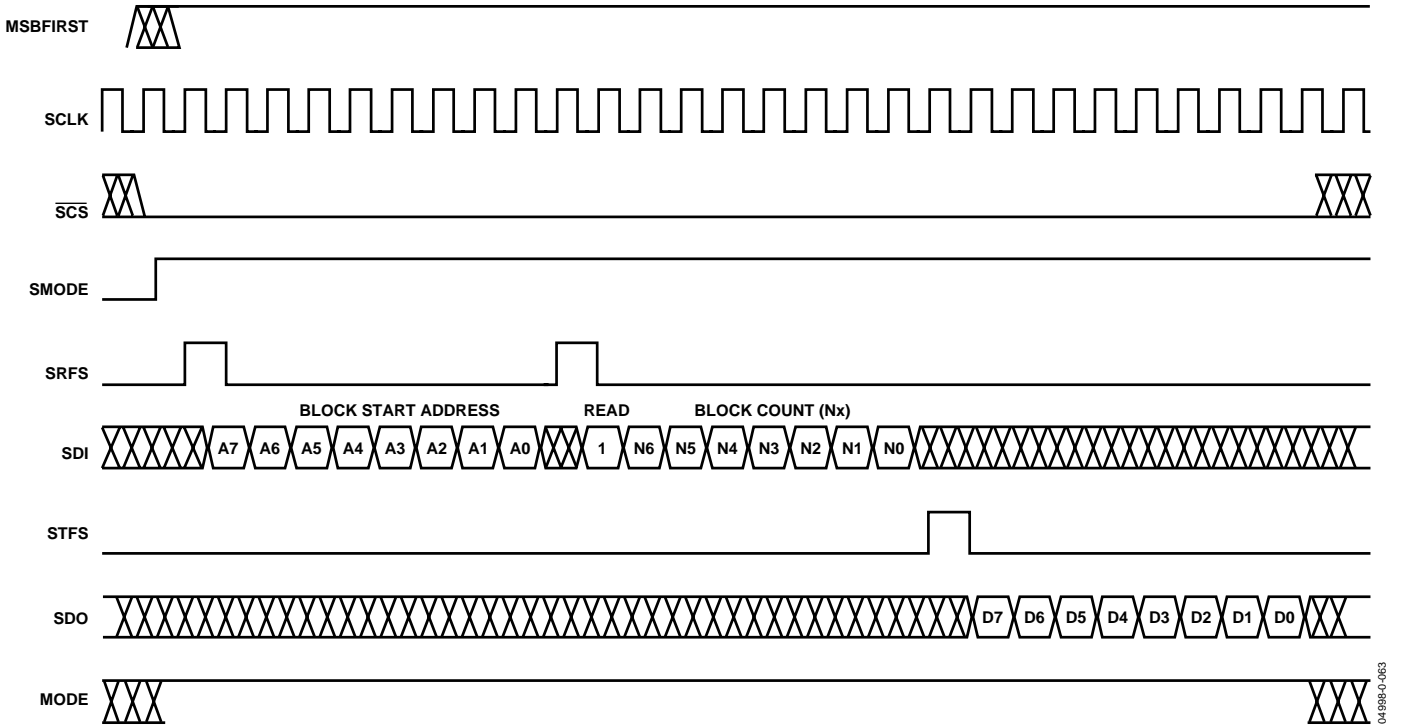 MSBFIRST
SCLK
SCS
SMODE
SRFS
BLOCK START ADDRESS READ BLOCK COUNT (Nx)
SDI A7 A6 A5 A4 A3 A2 A1 A0 1 N6 N5 N4 N3 N2 N1 N0
STFS
SDO D7 D6 D5 D4 D3 D2 D1 D0
MODE
04998-0-063